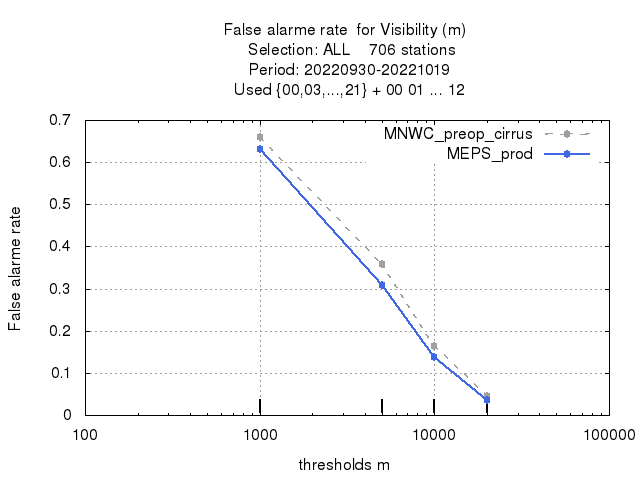 False alarme rate  for Visibility (m)
Selection: ALL    706 stations
Period: 20220930-20221019
Used {00,03,...,21} + 00 01 ... 12
MNWC_preop_cirrus
MEPS_prod
False alarme rate
0.7
0.6
0.5
0.4
0.3
0.2
0.1
0
100
1000
10000
100000
thresholds m